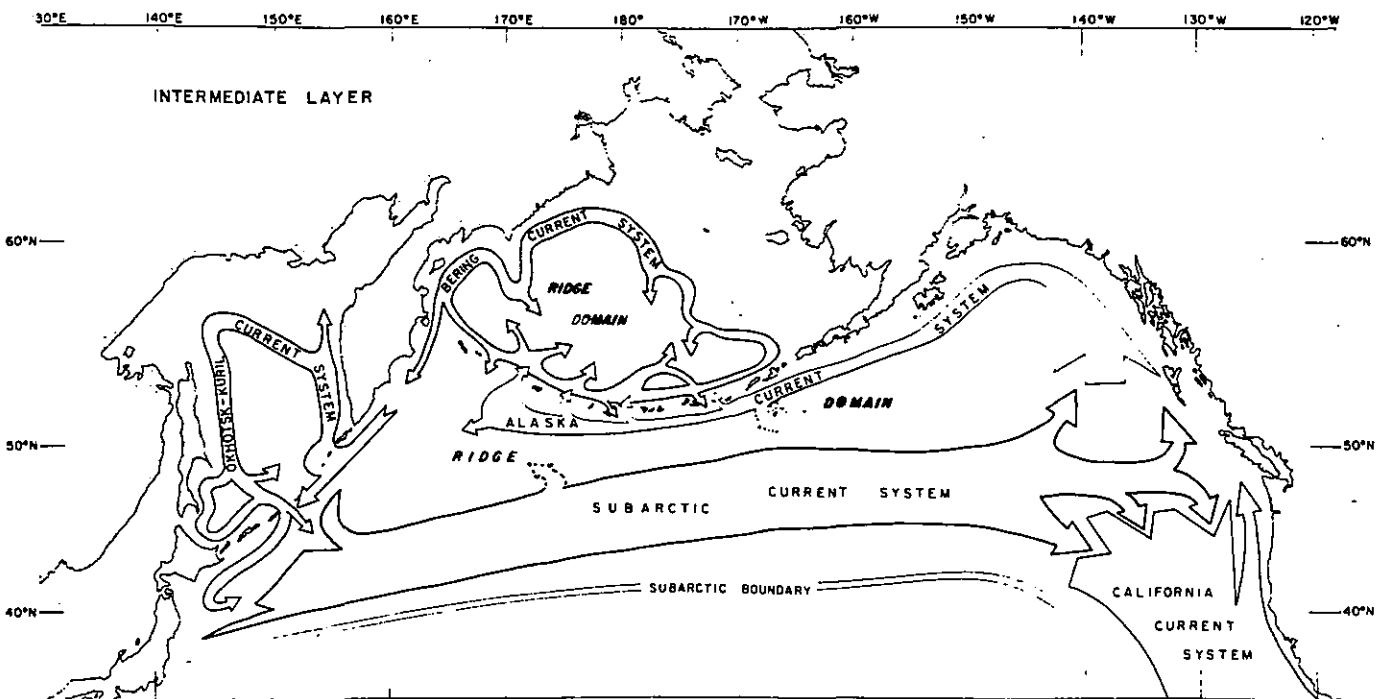 30°E 140°E 150°E 160°E 170°E 180° 170°W 160°W 150°W 140°W 130°W 120°W
INTERMEDIATE LAYER
60°N 60°N
BERING CURRENT SYSTEM
RIDGE
DOMAIN
OKHOTSK-KURIL CURRENT SYSTEM
ALASKA CURRENT SYSTEM
DOMAIN
50°N 50°N
RIDGE
SUBARCTIC CURRENT SYSTEM
SUBARCTIC BOUNDARY
40°N 40°N
CALIFORNIA
CURRENT
SYSTEM